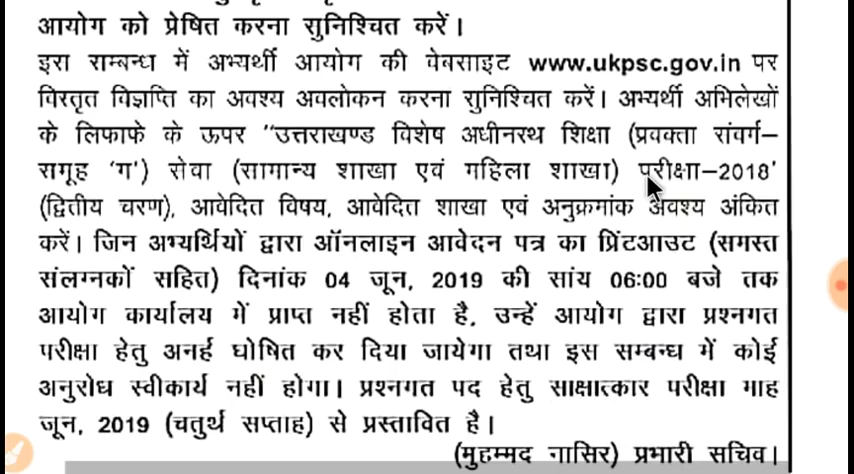 आयोग को प्रेषित करना सुनिश्चित करें।
इस सम्बन्ध में अभ्यर्थी आयोग की वेबसाइट www.ukpsc.gov.in पर
विस्तृत विज्ञप्ति का अवश्य अवलोकन करना सुनिश्चित करें। अभ्यर्थी अभिलेखों
के लिफाफे के ऊपर "उत्तराखण्ड विशेष अधीनस्थ शिक्षा (प्रवक्ता संवर्ग–
समूह 'ग') सेवा (सामान्य शाखा एवं महिला शाखा) परीक्षा–2018'
(द्वितीय चरण), आवेदित विषय, आवेदित शाखा एवं अनुक्रमांक अवश्य अंकित
करें। जिन अभ्यर्थियों द्वारा ऑनलाइन आवेदन पत्र का प्रिंटआउट (समस्त
संलग्नकों सहित) दिनांक 04 जून, 2019 की सांय 06:00 बजे तक
आयोग कार्यालय में प्राप्त नहीं होता है, उन्हें आयोग द्वारा प्रश्नगत
परीक्षा हेतु अनर्ह घोषित कर दिया जायेगा तथा इस सम्बन्ध में कोई
अनुरोध स्वीकार्य नहीं होगा। प्रश्नगत पद हेतु साक्षात्कार परीक्षा माह
जून, 2019 (चतुर्थ सप्ताह) से प्रस्तावित है।
(मुहम्मद नासिर) प्रभारी सचिव।